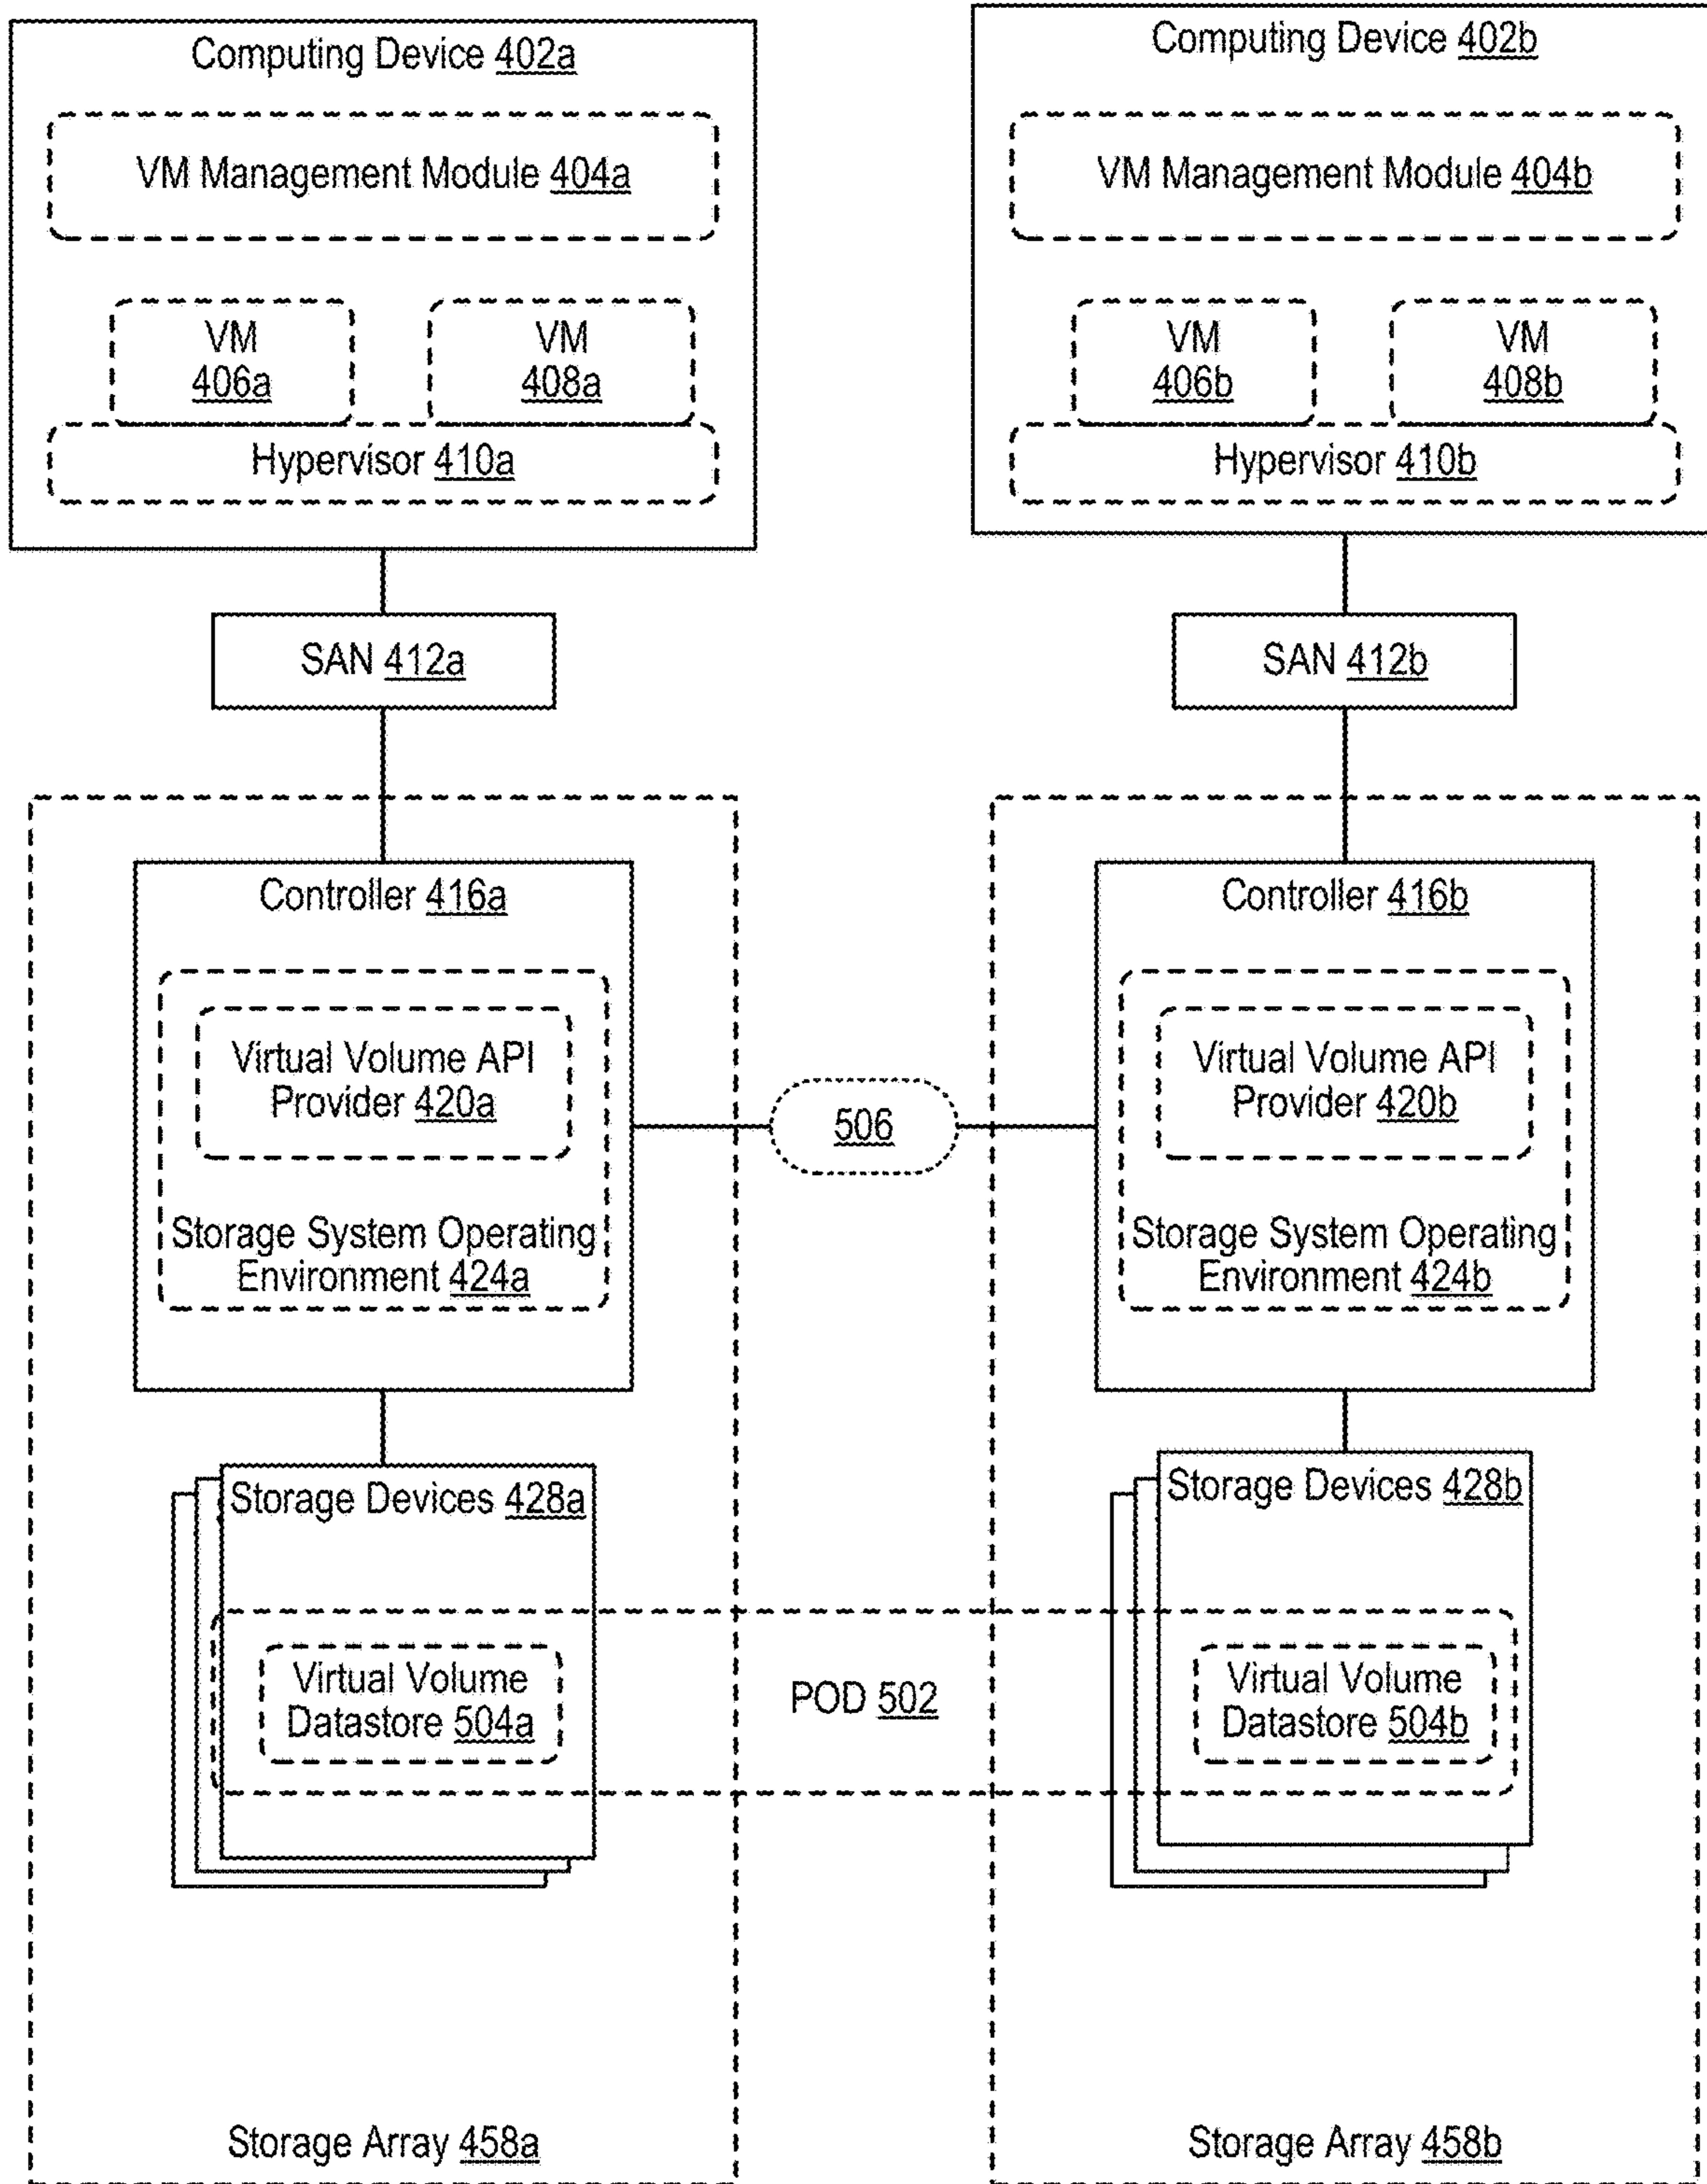 Computing Device 402a
VM Management Module 404a
VM
406a
VM
408a
Hypervisor 410a
SAN 412a
Computing Device 402b
VM Management Module 404b
VM
406b
VM
408b
Hypervisor 410b
SAN 412b
Controller 416a
Virtual Volume API
Provider 420a
Storage System Operating
Environment 424a
506
Controller 416b
Virtual Volume API
Provider 420b
Storage System Operating
Environment 424b
Storage Devices 428a
Virtual Volume
Datastore 504a
POD 502
Storage Devices 428b
Virtual Volume
Datastore 504b
Storage Array 458a
Storage Array 458b